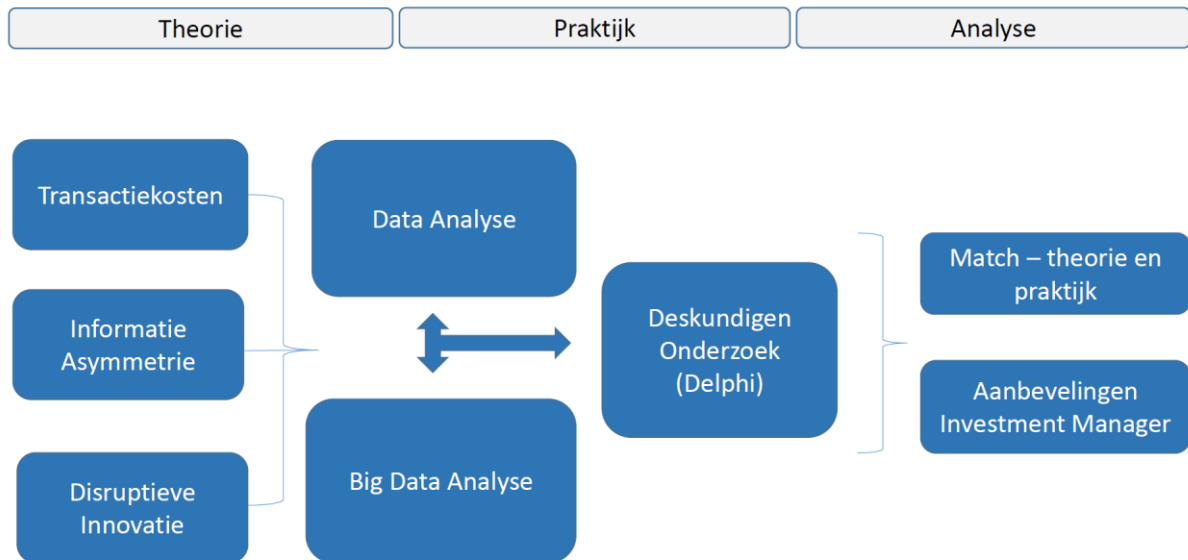 Theorie
Praktijk
Analyse
Transactiekosten
Informatie
Asymmetrie
Disruptieve
Innovatie
Data Analyse
Big Data Analyse
Deskundigen
Onderzoek
(Delphi)
Match – theorie en
praktijk
Aanbevelingen
Investment Manager